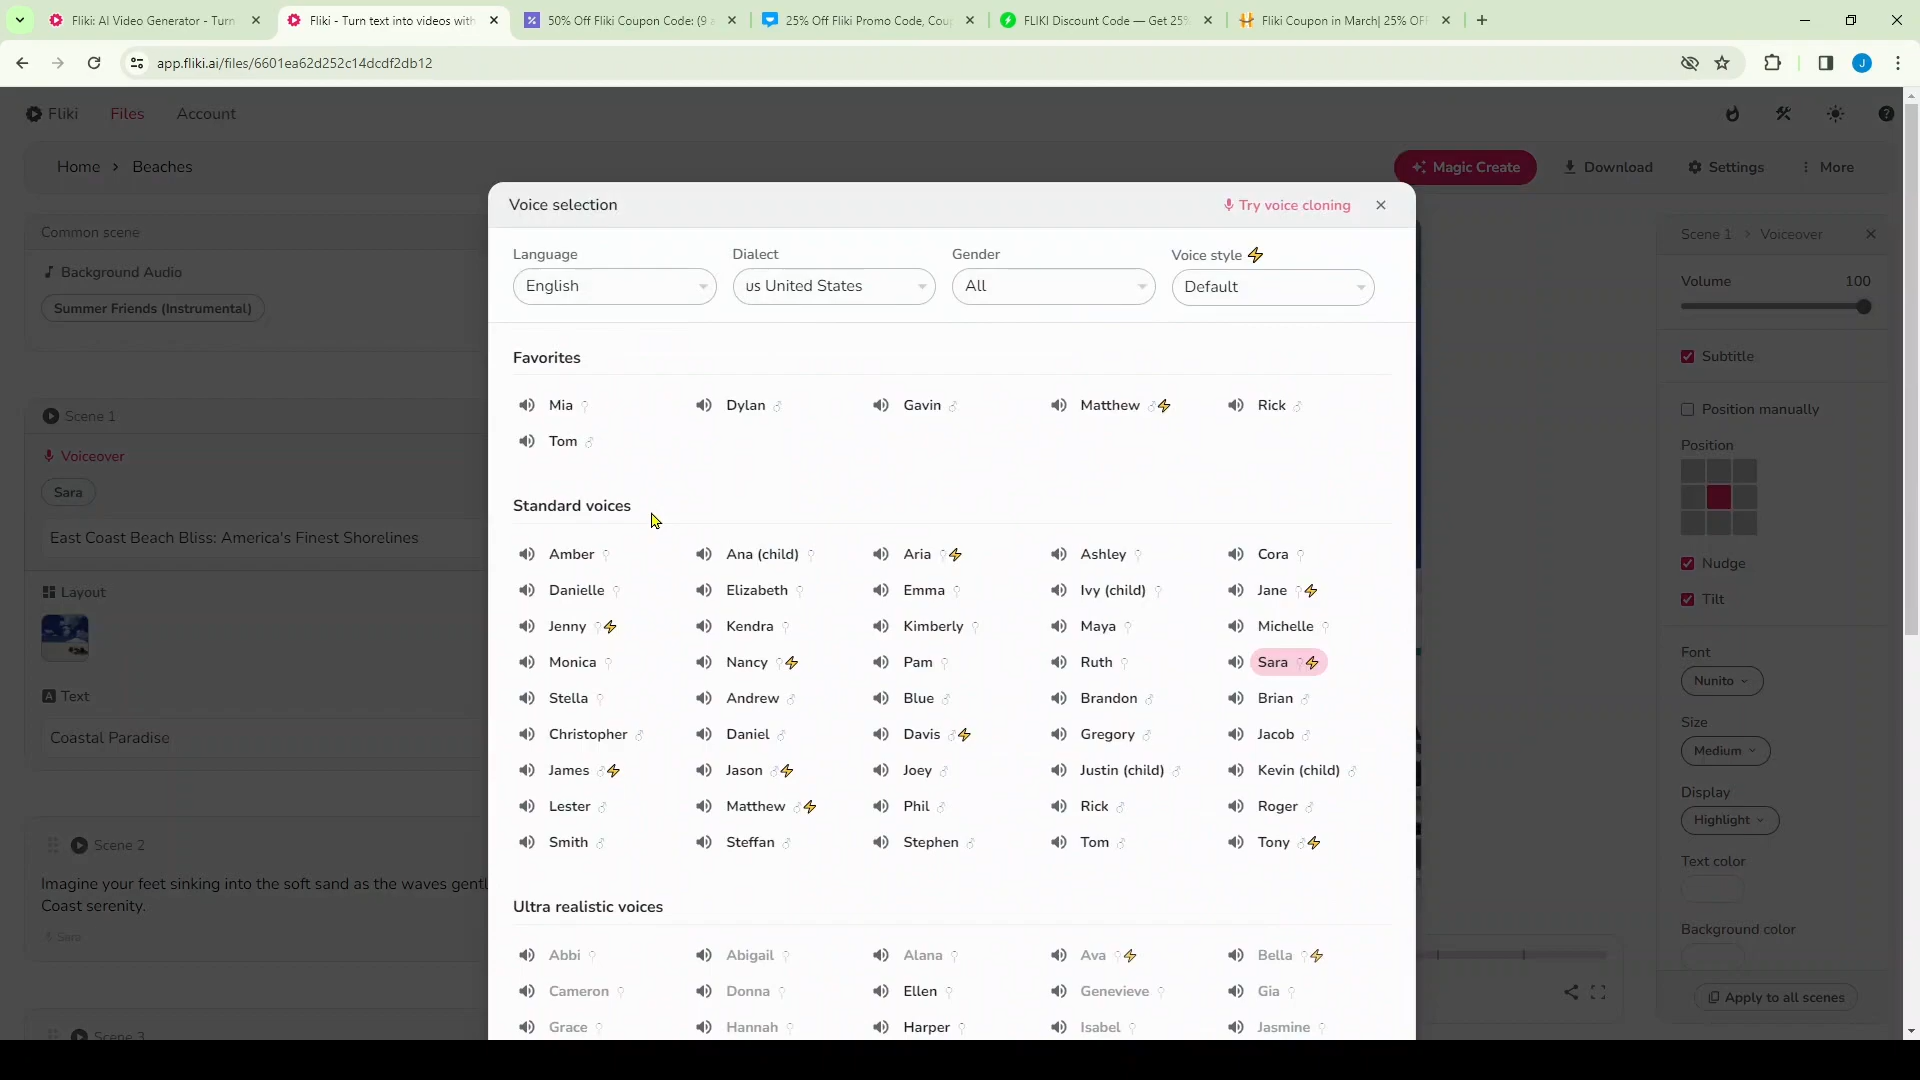 Fliki: AI Video Generator - Turn
Fliki - Turn text into videos with
50% Off Fliki Coupon Code: (9 a
25% Off Fliki Promo Code, Cou
FLIKI Discount Code — Get 25%
Fliki Coupon in March| 25% OFF
app.fliki.ai/files/6601ea62d252c14dcdf2db12
J
Fliki
Files
Account
Home
Beaches
Magic Create
Download
Settings
More
Common scene
Background Audio
Summer Friends (Instrumental)
Scene 1
Voiceover
Sara
East Coast Beach Bliss: America's Finest Shorelines
Layout
A Text
Coastal Paradise
Scene 2
Imagine your feet sinking into the soft sand as the waves gentl
Coast serenity.
Sara
Scene 3
Voice selection
Try voice cloning
Language
Dialect
Gender
Voice style
English
us United States
All
Default
Favorites
Mia
Dylan
Gavin
Matthew
Rick
Tom
Standard voices
Amber
Ana (child)
Aria
Ashley
Cora
Danielle
Elizabeth
Emma
Ivy (child)
Jane
Jenny
Kendra
Kimberly
Maya
Michelle
Monica
Nancy
Pam
Ruth
Sara
Stella
Andrew
Blue
Brandon
Brian
Christopher
Daniel
Davis
Gregory
Jacob
James
Jason
Joey
Justin (child)
Kevin (child)
Lester
Matthew
Phil
Rick
Roger
Smith
Steffan
Stephen
Tom
Tony
Ultra realistic voices
Abbi
Abigail
Alana
Ava
Bella
Cameron
Donna
Ellen
Genevieve
Gia
Grace
Hannah
Harper
Isabel
Jasmine
Scene 1
Voiceover
Volume
100
Subtitle
Position manually
Position
Nudge
Tilt
Font
Nunito
Size
Medium
Display
Highlight
Text color
Background color
Apply to all scenes